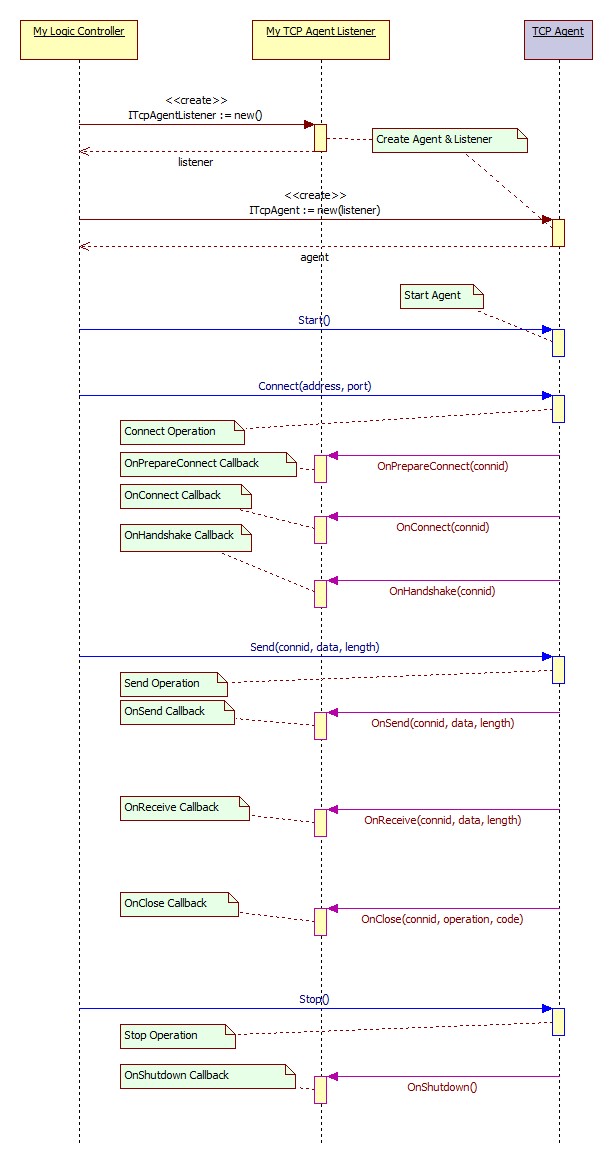 My Logic Controller
My TCP Agent Listener
TCP Agent
<<create>>
ITcpAgentListener := new()
Create Agent & Listener
listener
<<create>>
ITcpAgent := new(listener)
agent
Start Agent
Start()
Connect(address, port)
Connect Operation
OnPrepareConnect Callback
OnPrepareConnect(connid)
OnConnect Callback
OnConnect(connid)
OnHandshake Callback
OnHandshake(connid)
Send(connid, data, length)
Send Operation
OnSend Callback
OnSend(connid, data, length)
OnReceive Callback
OnReceive(connid, data, length)
OnClose Callback
OnClose(connid, operation, code)
Stop()
Stop Operation
OnShutdown Callback
OnShutdown()